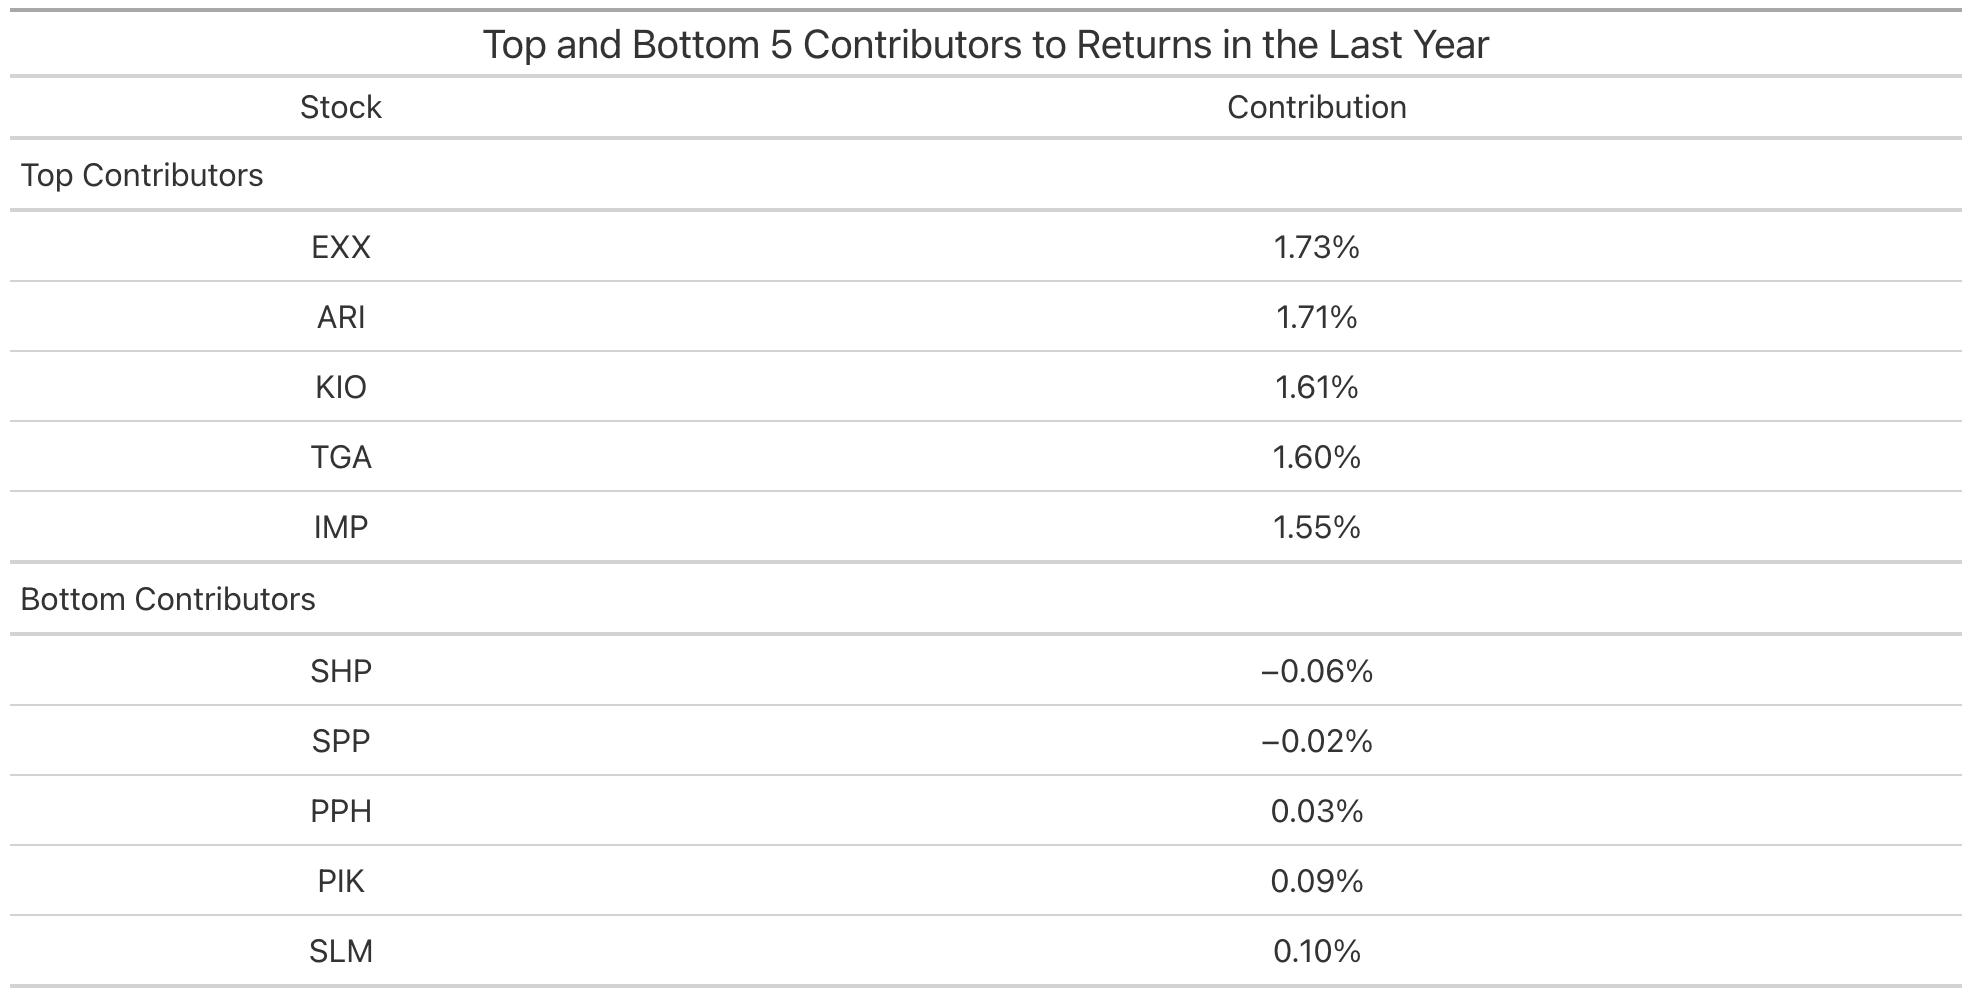 Top and Bottom 5 Contributors to Returns in the Last Year
Stock Contribution
Top Contributors
EXX 1.73%
ARI 1.71%
KIO 1.61%
TGA 1.60%
IMP 1.55%
Bottom Contributors
SHP −0.06%
SPP −0.02%
PPH 0.03%
PIK 0.09%
SLM 0.10%